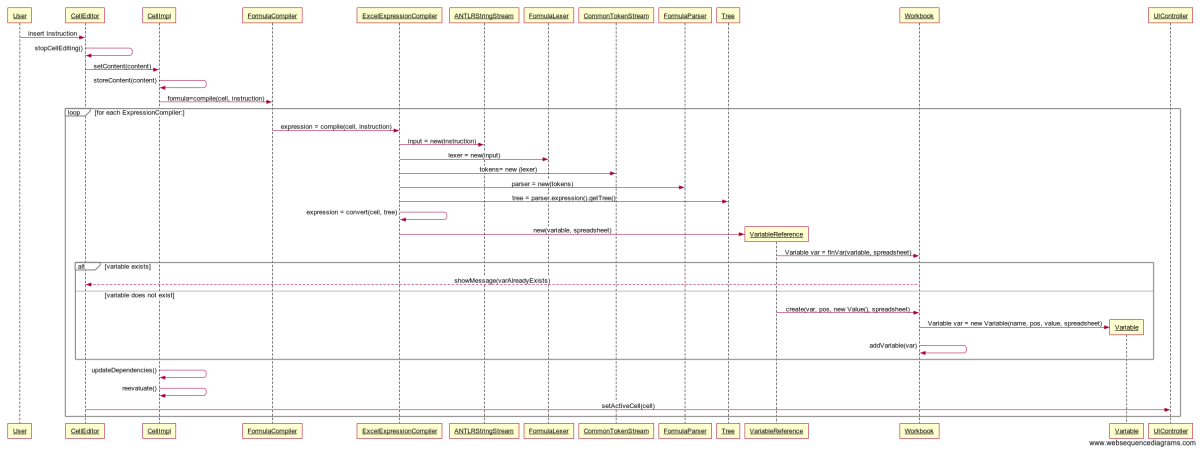 User CellEditor CellImpl FormulaCompiler ExcelExpressionCompiler ANTLRStringStream FormulaLexer CommonTokenStream FormulaParser Tree Workbook UIController
insert Instruction
stopCellEditing()
setContent(content)
storeContent(content)
formula=compile(cell, instruction)
loop [for each ExpressionCompiler:]
expression = compile(cell, instruction)
input = new(instruction)
lexer = new(input)
tokens= new (lexer)
parser = new(tokens)
tree = parser.expression().getTree()
expression = convert(cell, tree)
new(variable, spreadsheet) VariableReference
Variable var = finVar(variable, spreadsheet)
alt [variable exists]
showMessage(varAlreadyExists)
[variable does not exist]
create(var, pos, new Value(), spreadsheet)
Variable var = new Variable(name, pos, value, spreadsheet) Variable
addVariable(var)
updateDependencies()
reevaluate()
setActiveCell(cell)
User CellEditor CellImpl FormulaCompiler ExcelExpressionCompiler ANTLRStringStream FormulaLexer CommonTokenStream FormulaParser Tree VariableReference Workbook Variable UIController
www.websequencediagrams.com